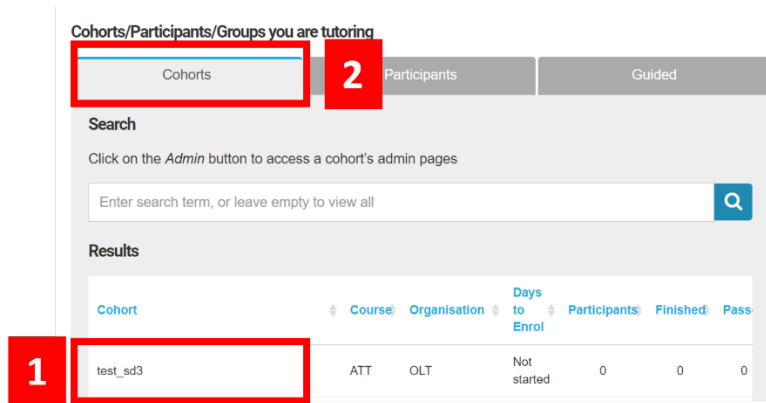 Cohorts/Participants/Groups you are tutoring
Cohorts 2 Participants Guided
Search
Click on the Admin button to access a cohort's admin pages
Enter search term, or leave empty to view all
Results
Cohort Course Organisation Days to Enrol Participants Finished Pass
1 test_sd3 ATT OLT Not started 0 0 0